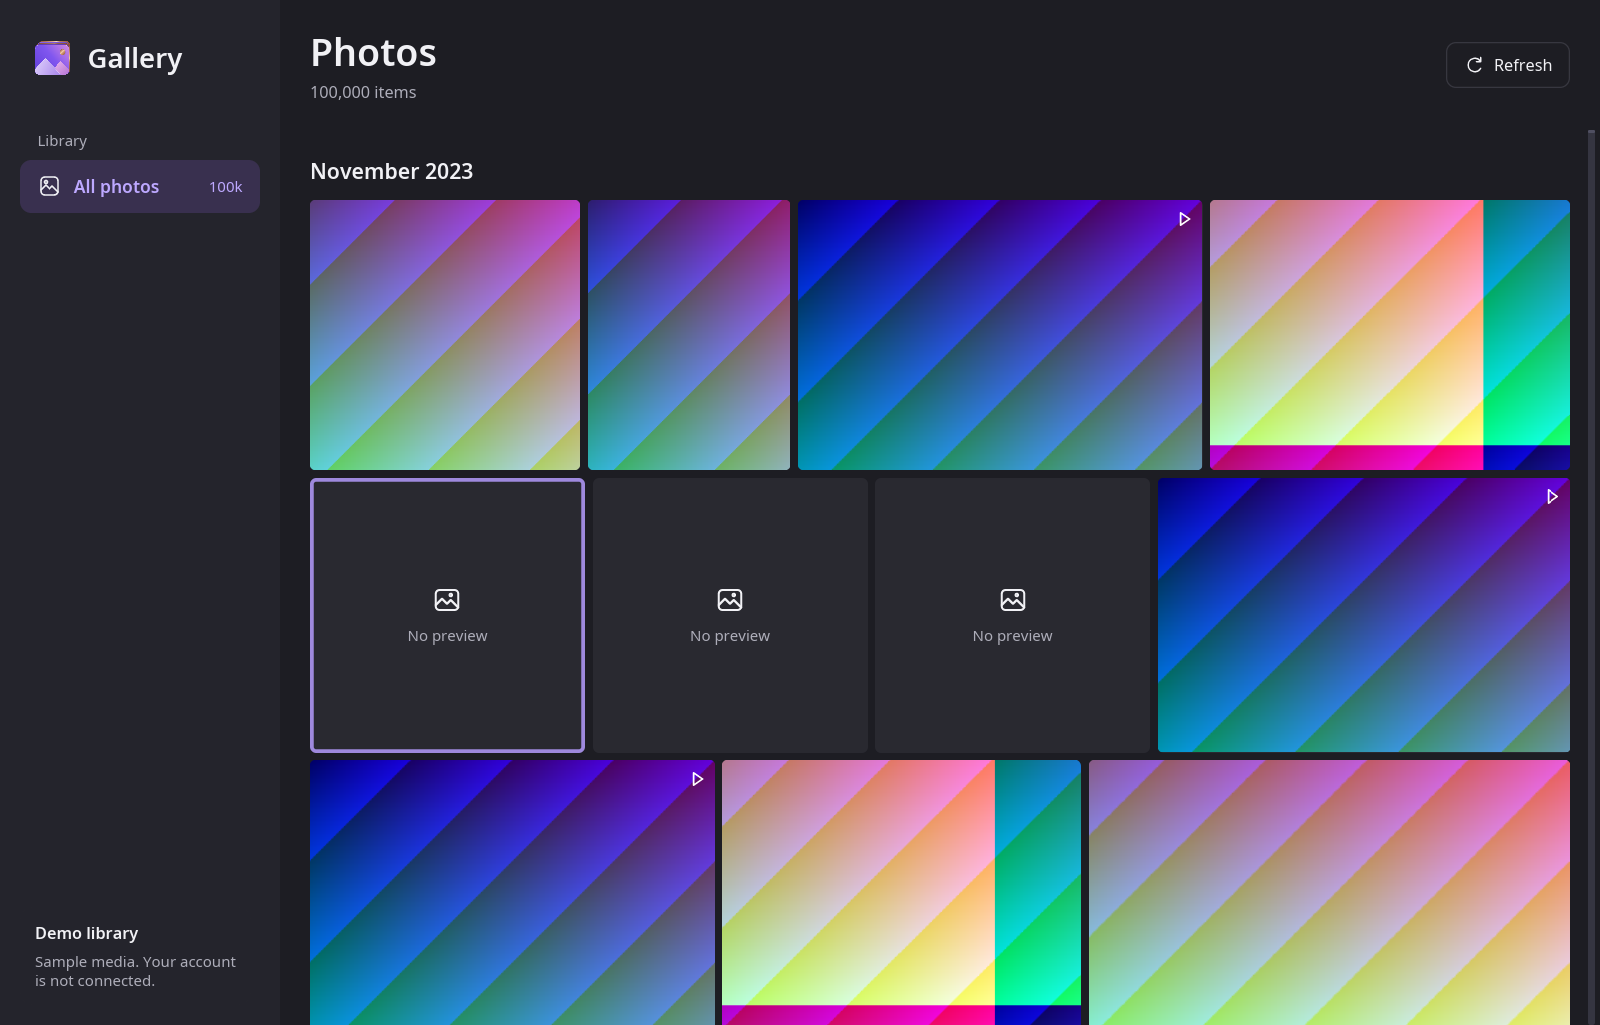 Gallery
Library
All photos 100k
Demo library
Sample media. Your account
is not connected.
Photos
100,000 items
Refresh
November 2023
No preview
No preview
No preview